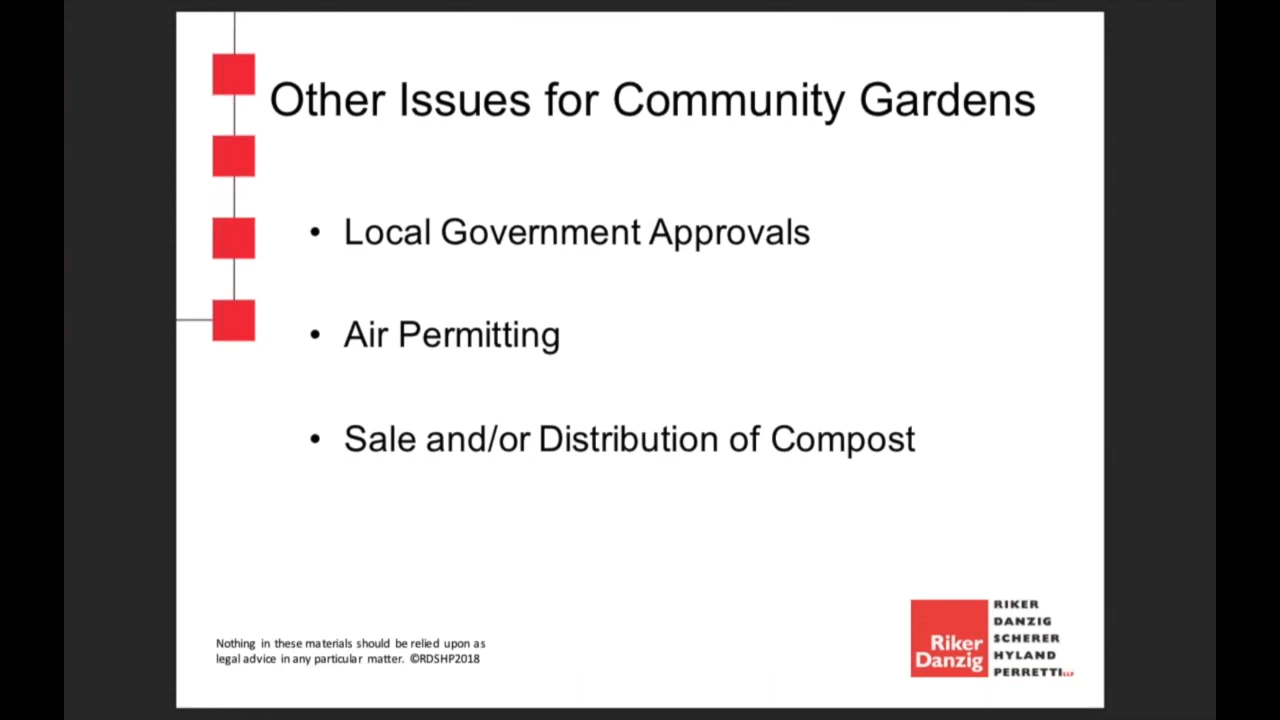 Other Issues for Community Gardens
• Local Government Approvals
• Air Permitting
• Sale and/or Distribution of Compost
Nothing in these materials should be relied upon as
legal advice in any particular matter. ©RDSHP2018
Riker
Danzig
RIKER
DANZIG
SCHERER
HYLAND
PERRETTI LLP